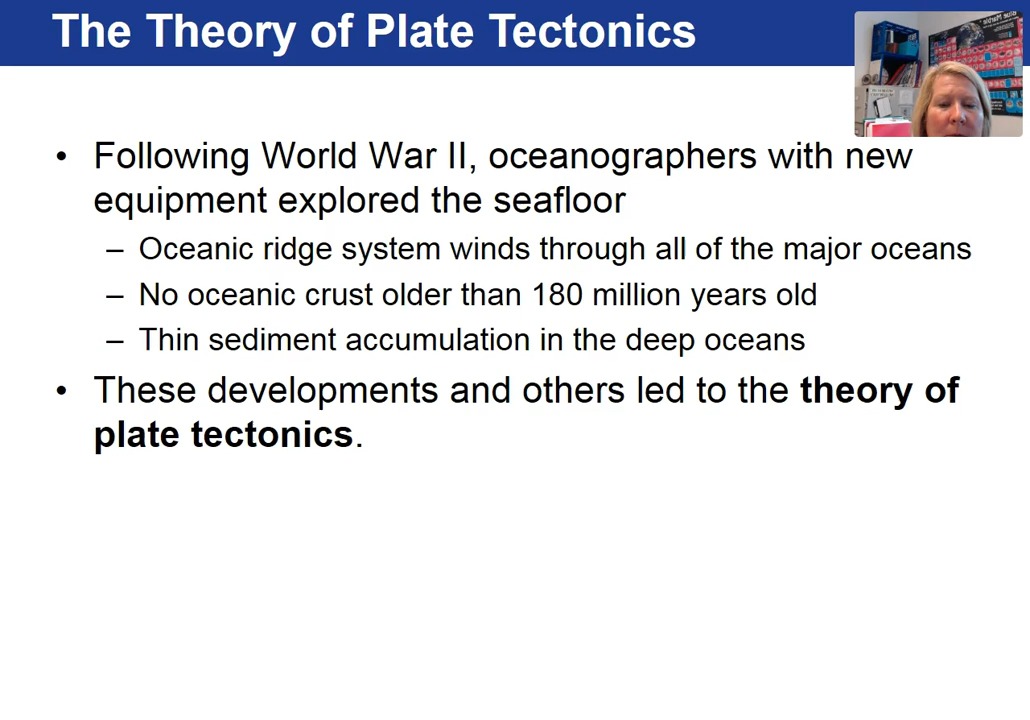 The Theory of Plate Tectonics
• Following World War II, oceanographers with new
equipment explored the seafloor
– Oceanic ridge system winds through all of the major oceans
– No oceanic crust older than 180 million years old
– Thin sediment accumulation in the deep oceans
• These developments and others led to the theory of
plate tectonics.